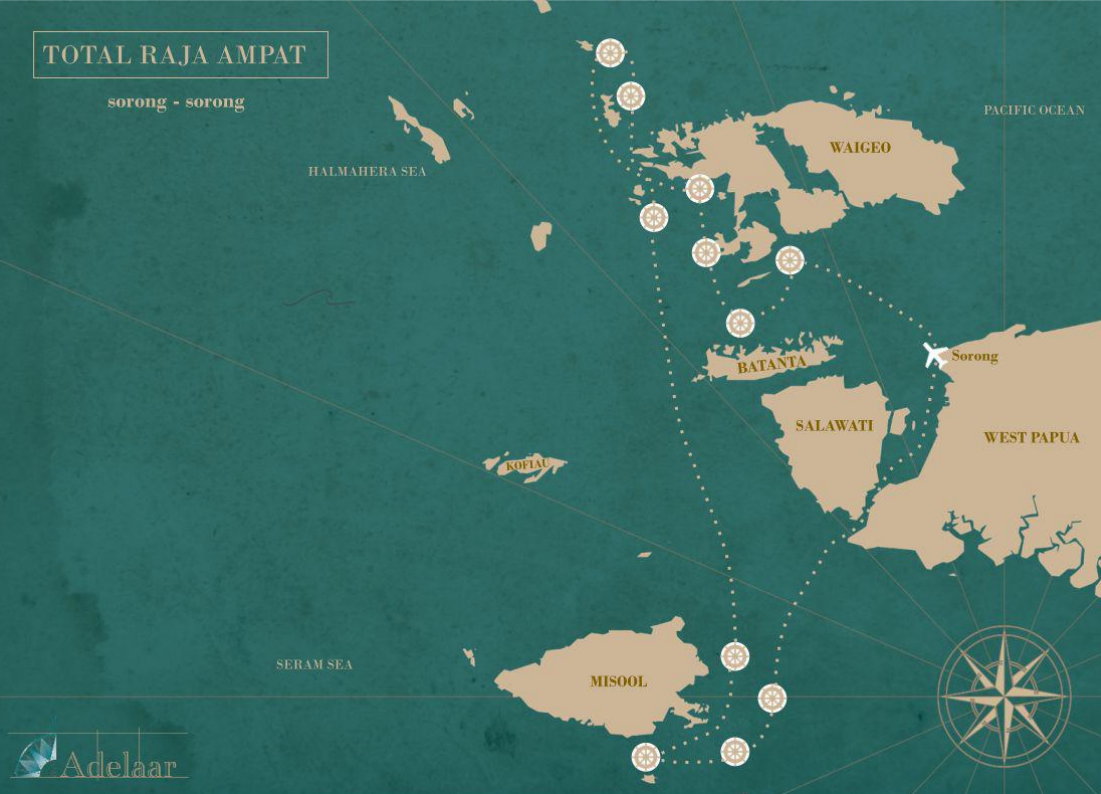 TOTAL RAJA AMPAT
sorong - sorong
PACIFIC OCEAN
WAIGEO
HALMAHERA SEA
Sorong
BATANTA
SALAWATI
WEST PAPUA
KOFIAU
SERAM SEA
MISOOL
Adelaar